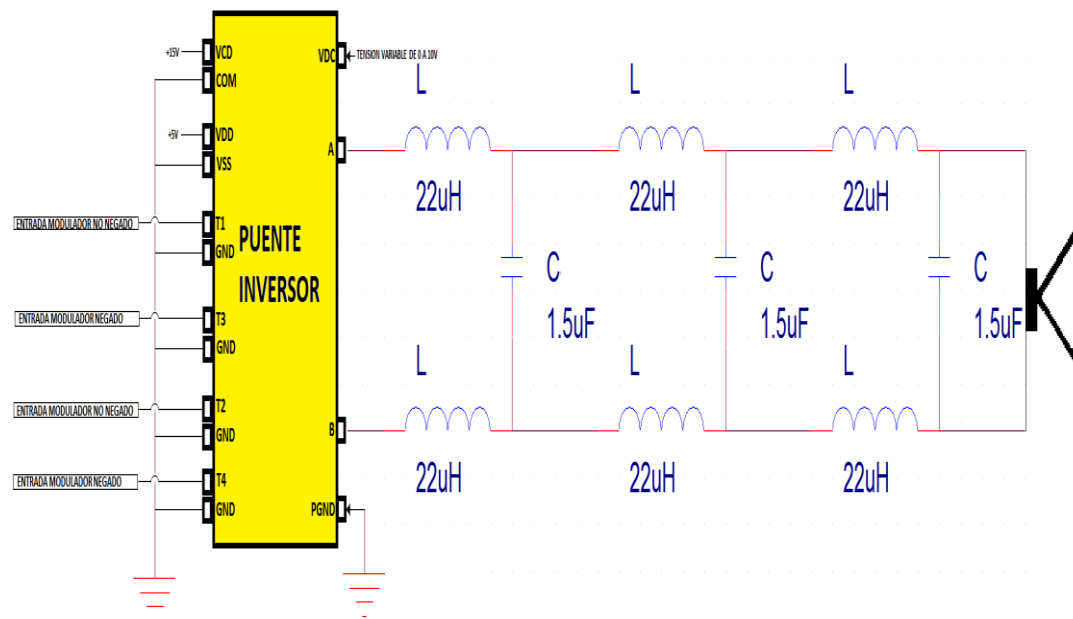 +15V
VCD
COM
VDC
TENSION VARIABLE DE 0 A 10V
+5V
VDD
VSS
A
ENTRADA MODULADOR NO NEGADO
T1
GND
PUENTE
INVERSOR
ENTRADA MODULADOR NEGADO
T3
GND
ENTRADA MODULADOR NO NEGADO
T2
GND
B
ENTRADA MODULADOR NEGADO
T4
GND
PGND
L
L
L
22uH
22uH
22uH
C
C
C
1.5uF
1.5uF
1.5uF
L
L
L
22uH
22uH
22uH